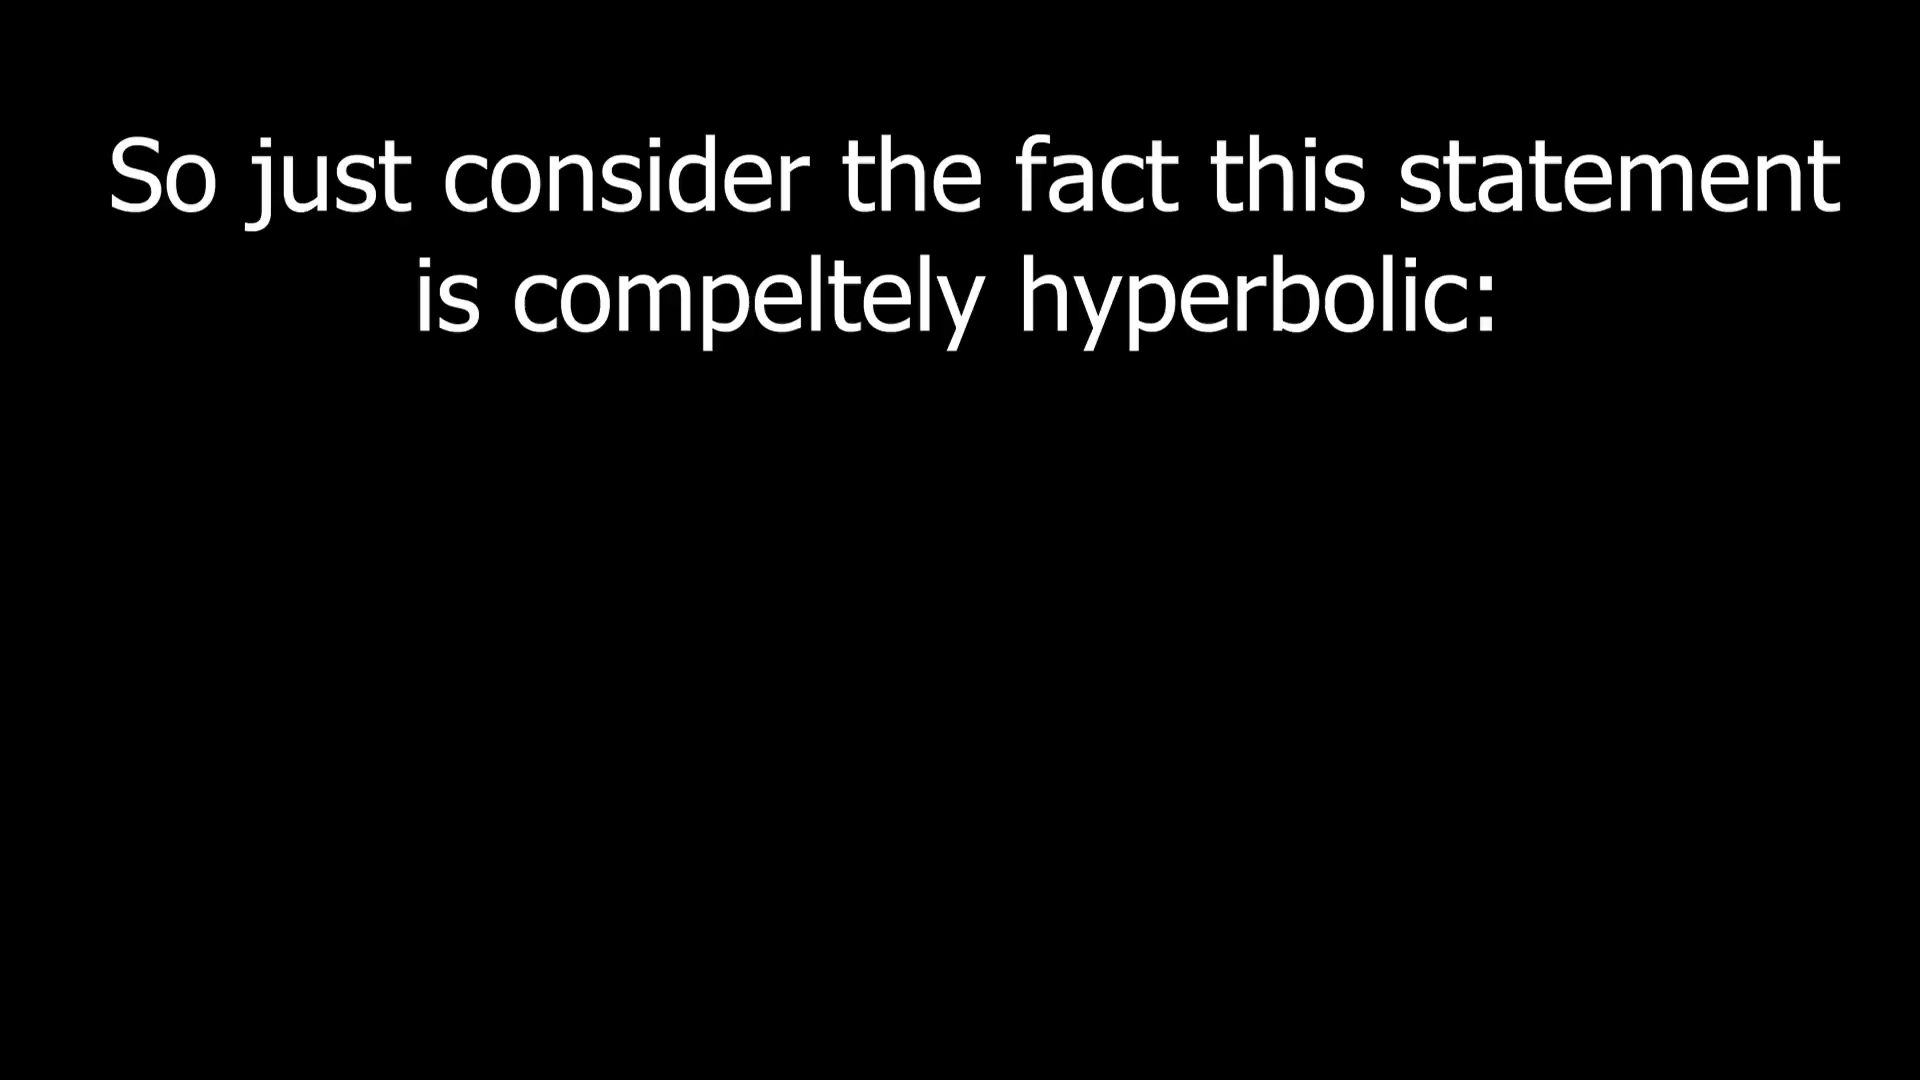 So just consider the fact this statement
is compeltely hyperbolic: